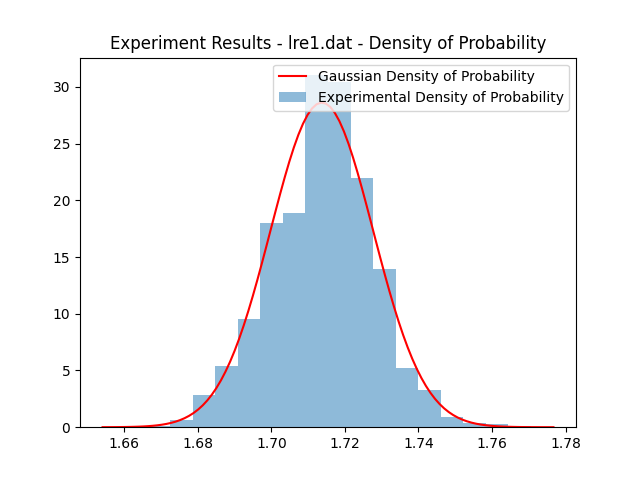 Experiment Results - lre1.dat - Density of Probability
Gaussian Density of Probability
Experimental Density of Probability
30
25
20
15
10
5
0
1.66 1.68 1.70 1.72 1.74 1.76 1.78